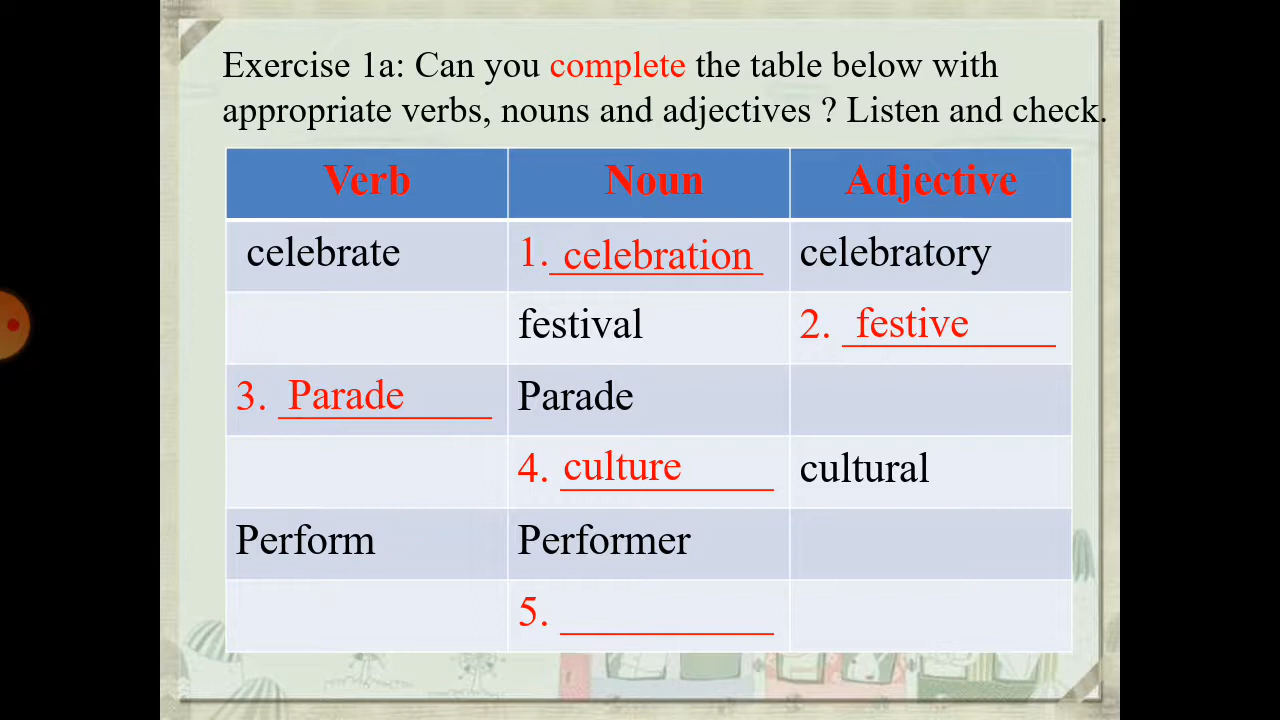 Exercise 1a: Can you complete the table below with
appropriate verbs, nouns and adjectives ? Listen and check.
Verb Noun Adjective
celebrate 1. celebration celebratory
festival 2. festive
3. Parade Parade
4. culture cultural
Perform Performer
5. __________